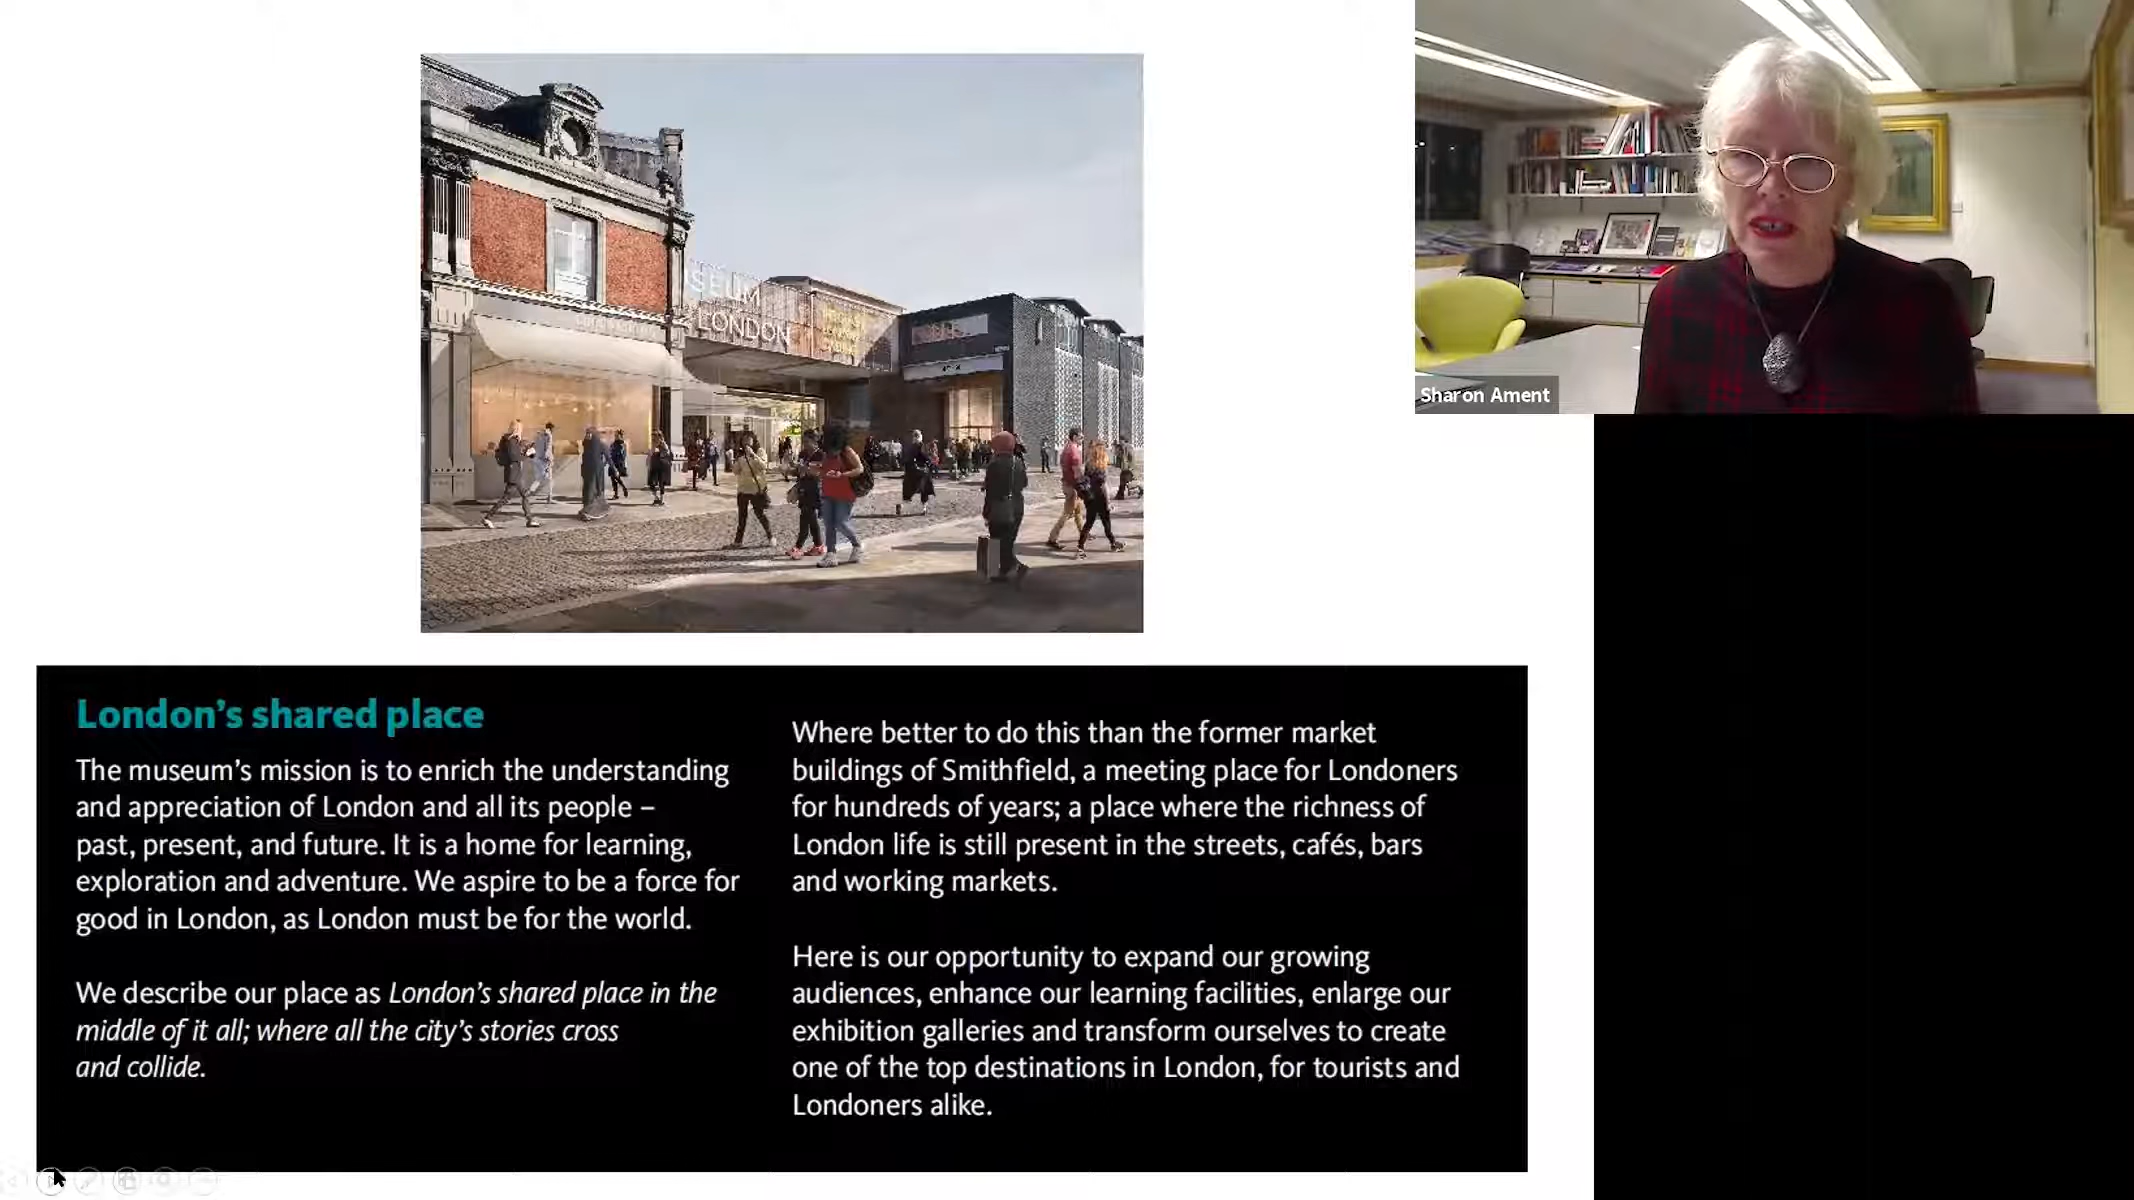 MUSEUM
LONDON
Sharon Ament
London's shared place
The museum's mission is to enrich the understanding
and appreciation of London and all its people –
past, present, and future. It is a home for learning,
exploration and adventure. We aspire to be a force for
good in London, as London must be for the world.
We describe our place as London's shared place in the
middle of it all; where all the city's stories cross
and collide.
Where better to do this than the former market
buildings of Smithfield, a meeting place for Londoners
for hundreds of years; a place where the richness of
London life is still present in the streets, cafés, bars
and working markets.
Here is our opportunity to expand our growing
audiences, enhance our learning facilities, enlarge our
exhibition galleries and transform ourselves to create
one of the top destinations in London, for tourists and
Londoners alike.